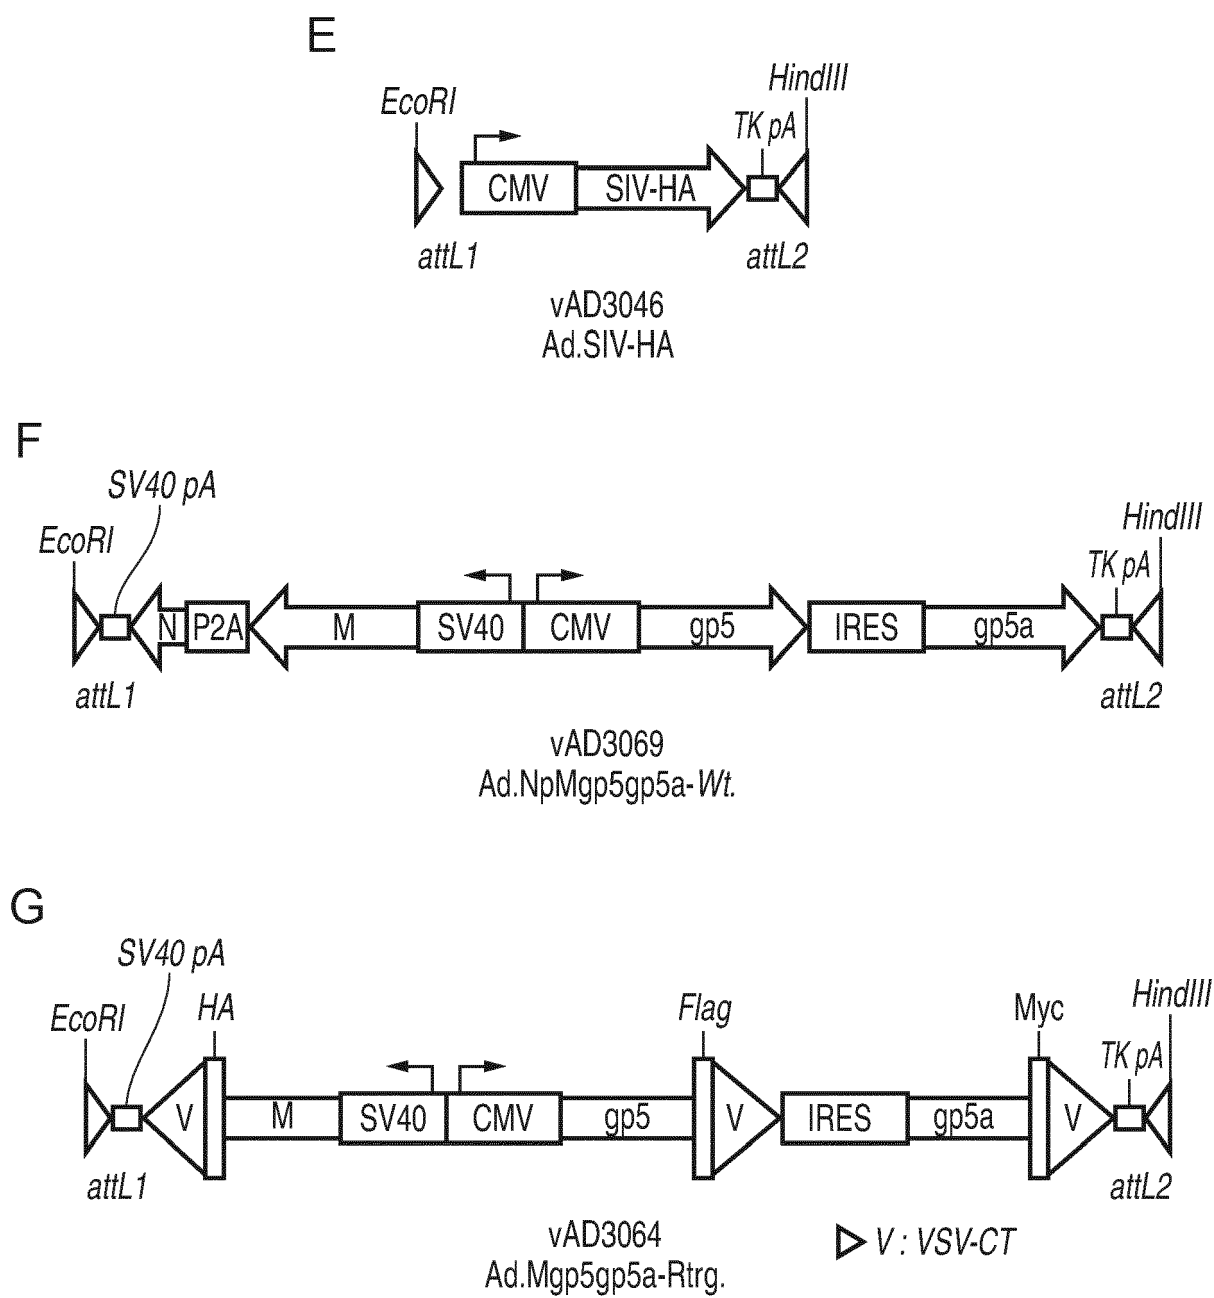 E
EcoRI
HindIII
TK pA
CMV
SIV-HA
attL1
attL2
vAD3046
Ad.SIV-HA
F
SV40 pA
EcoRI
HindIII
TK pA
N
P2A
M
SV40
CMV
gp5
IRES
gp5a
attL1
attL2
vAD3069
Ad.NpMgp5gp5a-Wt.
G
SV40 pA
EcoRI
HA
Flag
Myc
HindIII
TK pA
V
M
SV40
CMV
gp5
V
IRES
gp5a
V
attL1
attL2
vAD3064
Ad.Mgp5gp5a-Rtrg.
V : VSV-CT